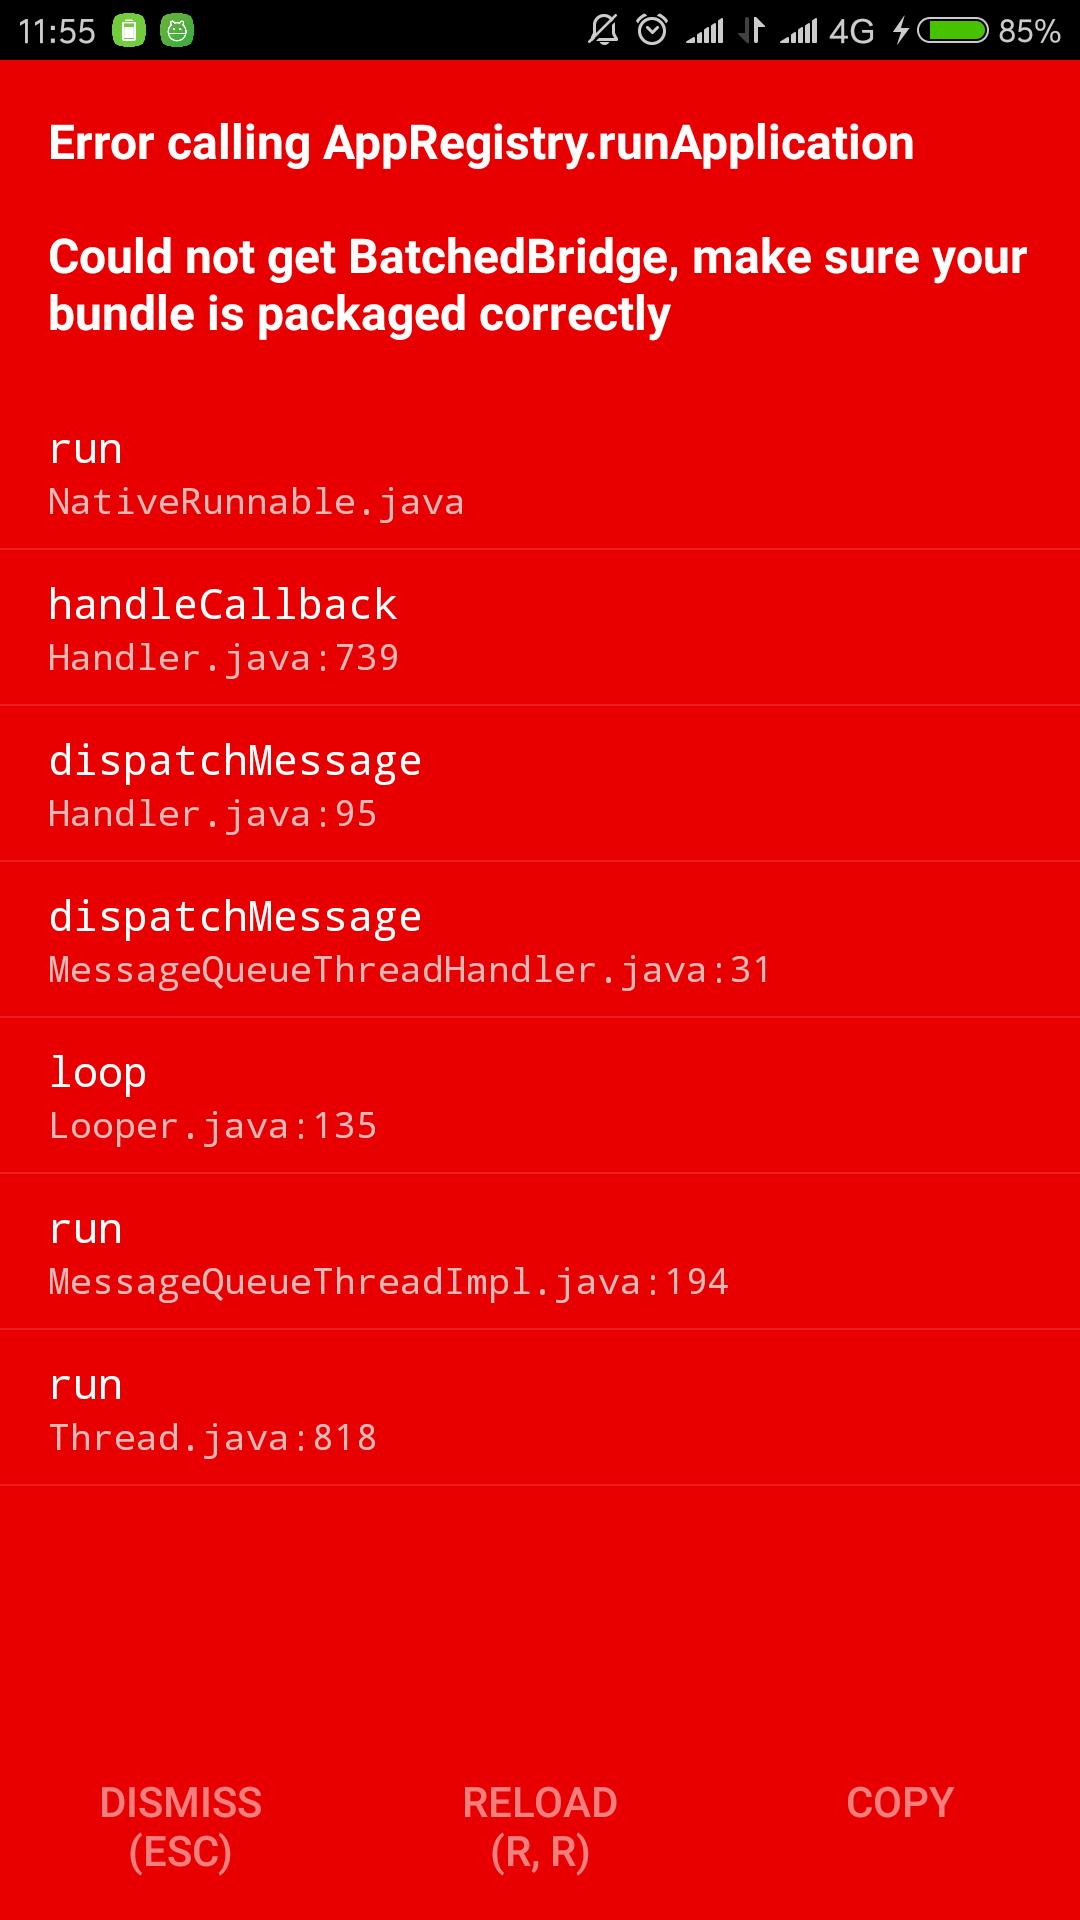 11:55 4G 85%
Error calling AppRegistry.runApplication
Could not get BatchedBridge, make sure your
bundle is packaged correctly
run
NativeRunnable.java
handleCallback
Handler.java:739
dispatchMessage
Handler.java:95
dispatchMessage
MessageQueueThreadHandler.java:31
loop
Looper.java:135
run
MessageQueueThreadImpl.java:194
run
Thread.java:818
DISMISS
(ESC)
RELOAD
(R, R)
COPY